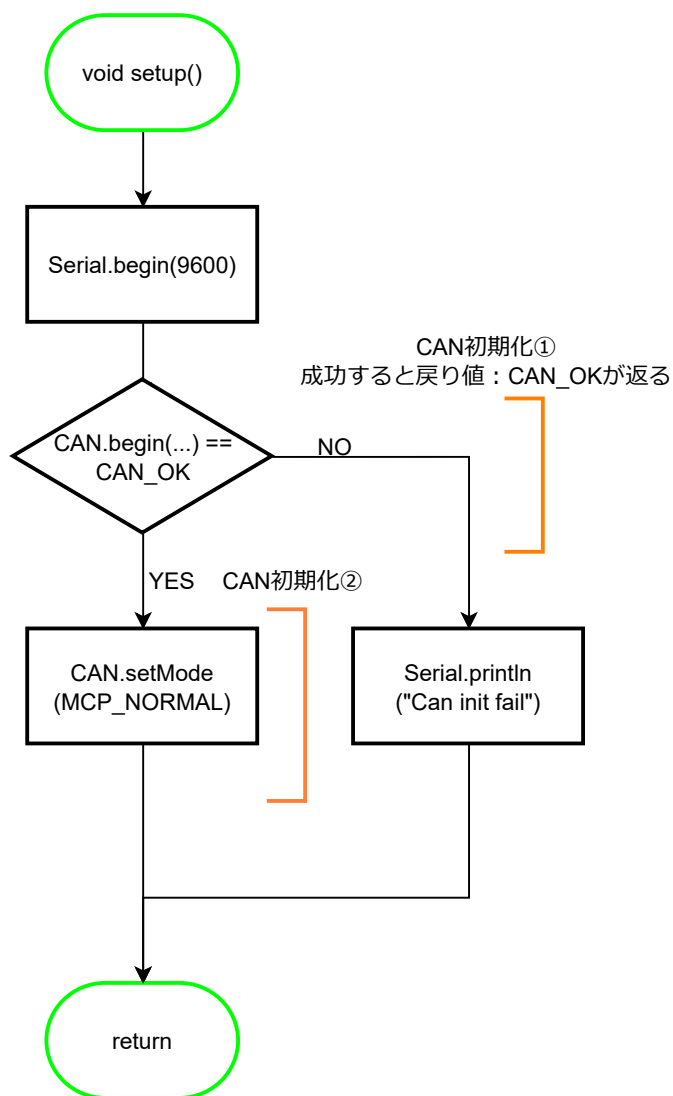 void setup()
Serial.begin(9600)
CAN初期化①
成功すると戻り値：CAN_OKが返る
CAN.begin(...) ==
CAN_OK
NO
YES
CAN初期化②
CAN.setMode
(MCP_NORMAL)
Serial.println
("Can init fail")
return